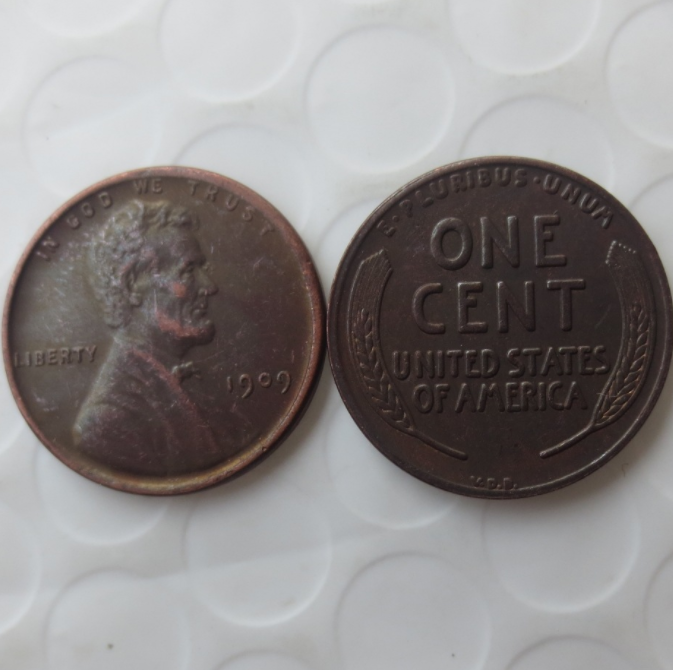 IN GOD WE TRUST
LIBERTY
1909
E·PLURIBUS·UNUM
ONE
CENT
UNITED STATES
OF AMERICA
V.D.B.